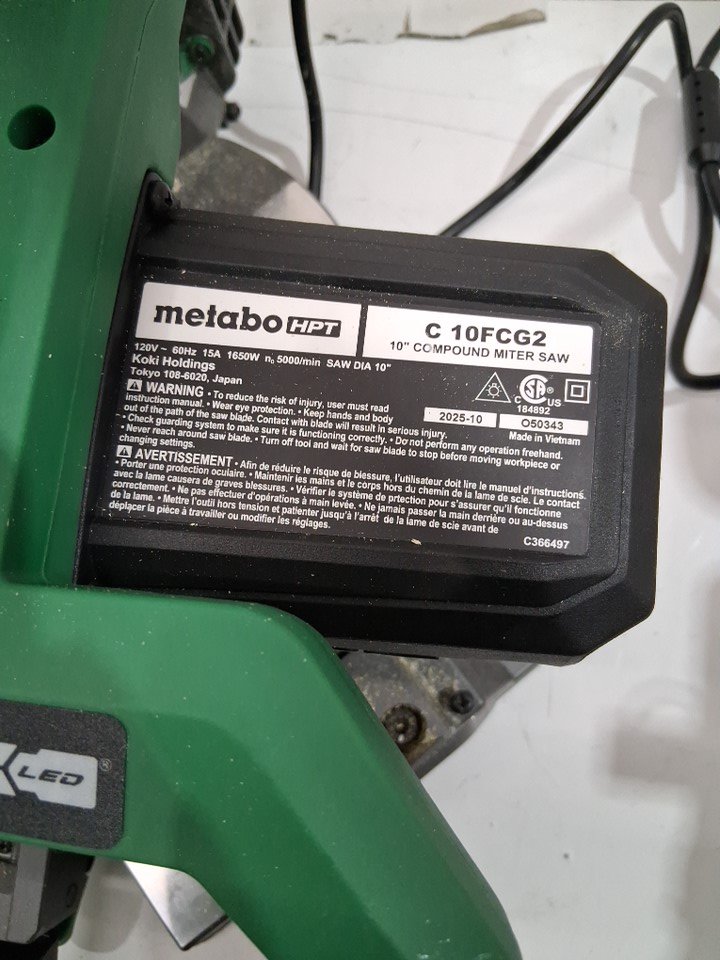 metabo HPT
C 10FCG2
10" COMPOUND MITER SAW
120V ~ 60Hz 15A 1650W n₀ 5000/min SAW DIA 10"
Koki Holdings
Tokyo 108-6020, Japan
C US
184892
2025-10
O50343
Made in Vietnam
WARNING • To reduce the risk of injury, user must read
instruction manual. • Wear eye protection. • Keep hands and body
out of the path of the saw blade. Contact with blade will result in serious injury.
• Check guarding system to make sure it is functioning correctly. • Do not perform any operation freehand.
• Never reach around saw blade. • Turn off tool and wait for saw blade to stop before moving workpiece or
changing settings.
AVERTISSEMENT • Afin de réduire le risque de blessure, l'utilisateur doit lire le manuel d'instructions.
• Porter une protection oculaire. • Maintenir les mains et le corps hors du chemin de la lame de scie. Le contact
avec la lame causera de graves blessures. • Vérifier le système de prtection pour s'assurer qu'il fonctionne
correctement. • Ne pas effectuer d'opérations à main levée. • Ne jamais passer la main derrière ou au-dessus
de la lame. • Mettre l'outil hors tension et patienter jusqu'à l'arrêt de la lame de scie avant de
déplacer la pièce à travailler ou modifier les réglages.
C366497
LED